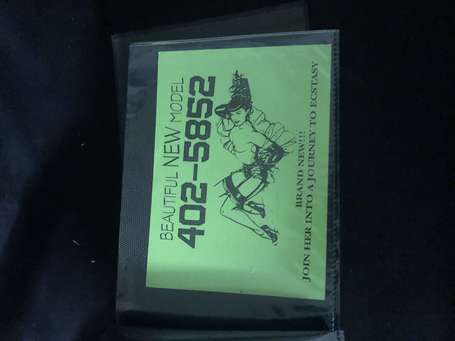 BEAUTIFUL NEW MODEL
402-5852
BRAND NEW!!!
JOIN HER INTO A JOURNEY TO ECSTASY